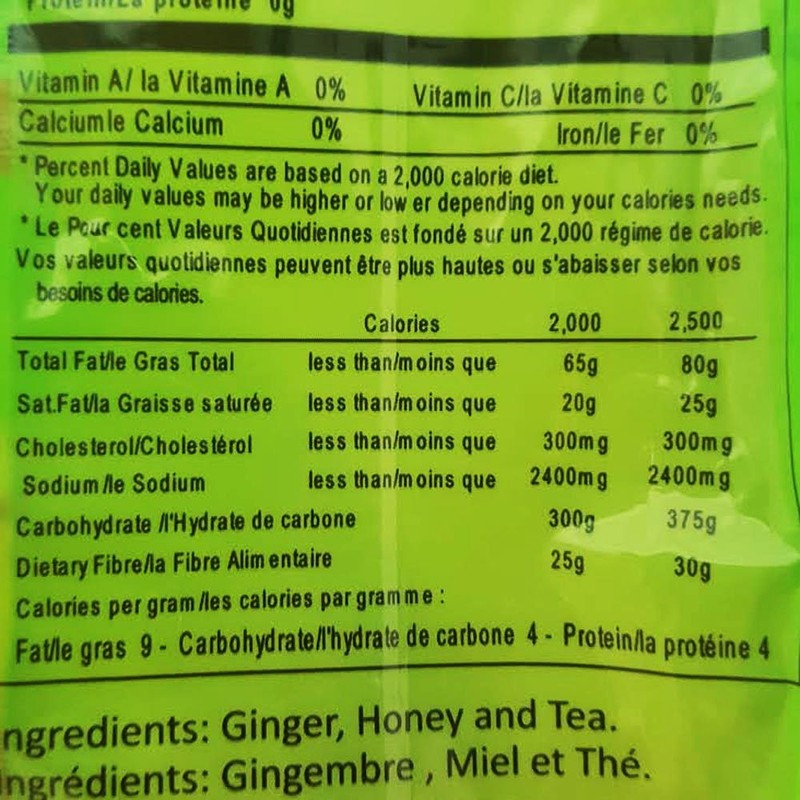 Protein/La protéine 0g
Vitamin A/ la Vitamine A 0% Vitamin C/la Vitamine C 0%
Calciumle Calcium 0% Iron/le Fer 0%
* Percent Daily Values are based on a 2,000 calorie diet.
Your daily values may be higher or lower depending on your calories needs.
* Le Pour cent Valeurs Quotidiennes est fondé sur un 2,000 régime de calorie.
Vos valeurs quotidiennes peuvent être plus hautes ou s'abaisser selon vos
besoins de calories.
Calories 2,000 2,500
Total Fat/le Gras Total less than/moins que 65g 80g
Sat.Fat/la Graisse saturée less than/moins que 20g 25g
Cholesterol/Cholestérol less than/moins que 300mg 300mg
Sodium/le Sodium less than/moins que 2400mg 2400mg
Carbohydrate /l'Hydrate de carbone 300g 375g
Dietary Fibre/la Fibre Alimentaire 25g 30g
Calories per gram/les calories par gramme :
Fat/le gras 9 - Carbohydrate/l'hydrate de carbone 4 - Protein/la protéine 4
ngredients: Ginger, Honey and Tea.
Ingrédients: Gingembre , Miel et Thé.